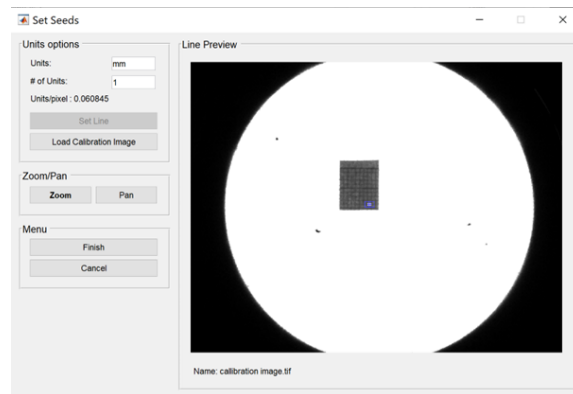 Set Seeds
Units options
Units: mm
# of Units: 1
Units/pixel : 0.060845
Set Line
Load Calibration Image
Zoom/Pan
Zoom Pan
Menu
Finish
Cancel
Line Preview
Name: callibration image.tif